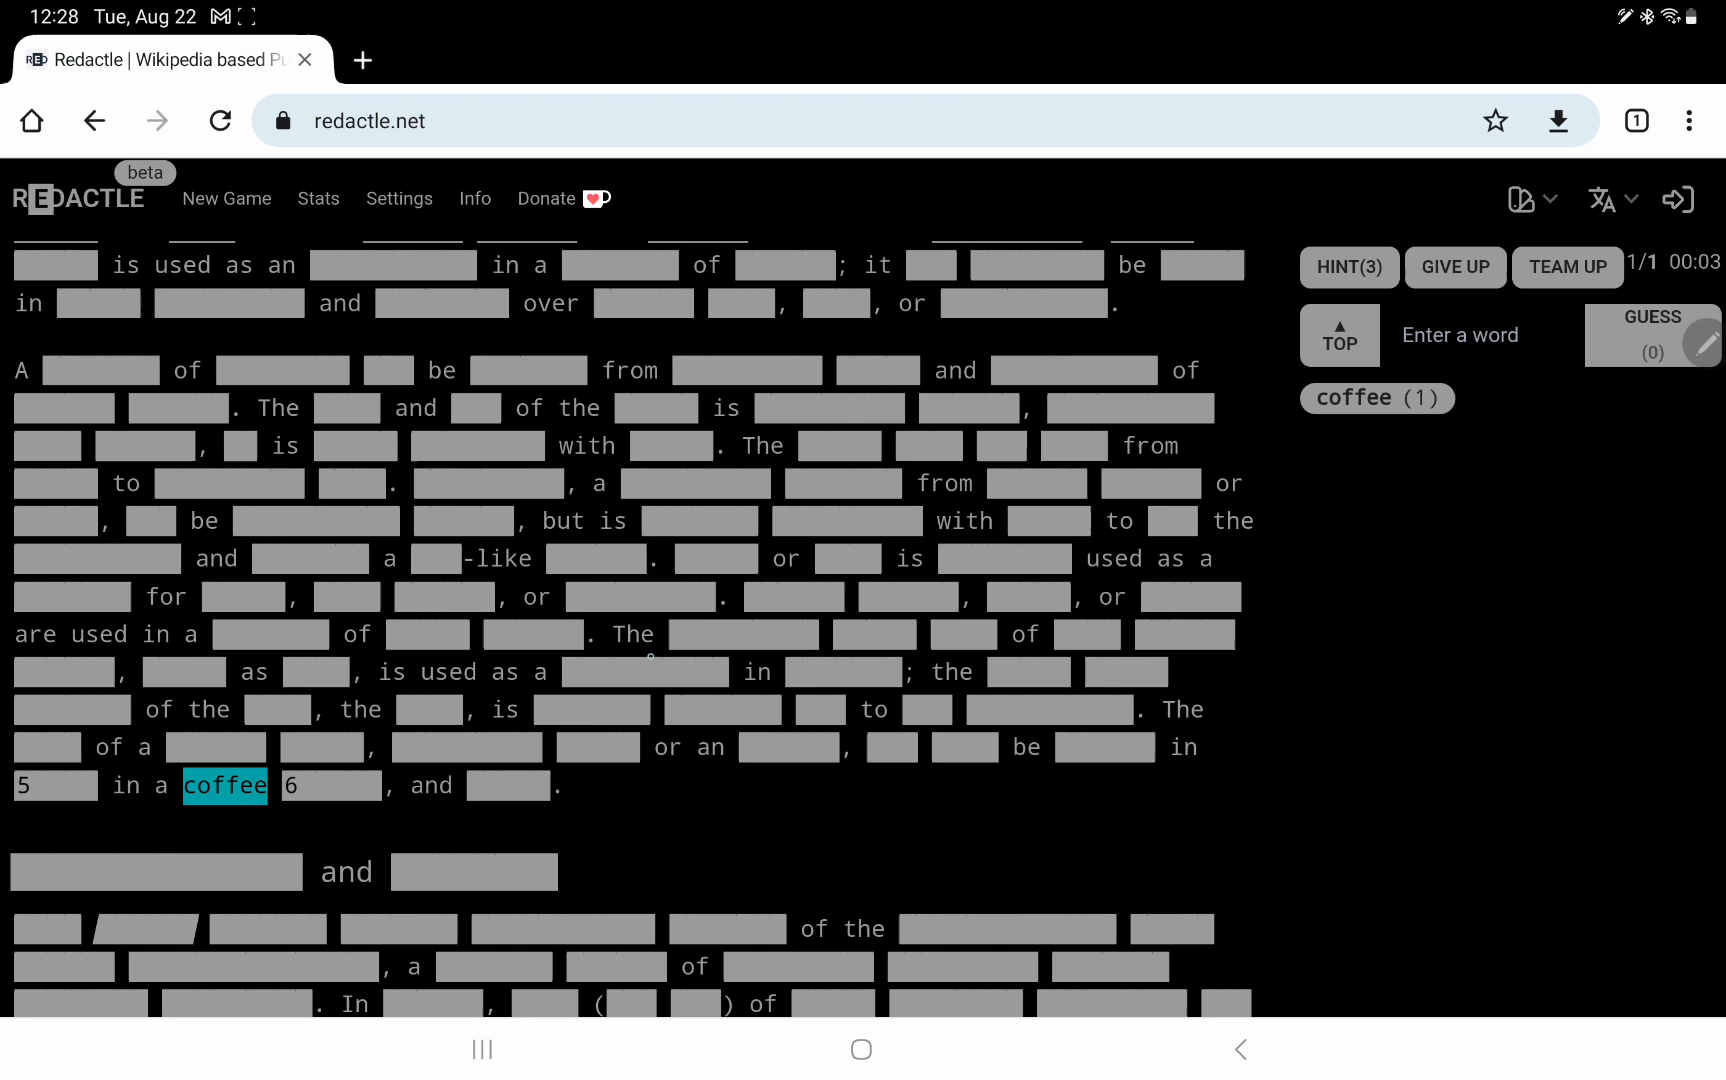 12:28 Tue, Aug 22
RED Redactle | Wikipedia based Pu
redactle.net
1
beta
REDACTLE New Game Stats Settings Info Donate
is used as an in a of ; it be
in and over , , or .
HINT(3) GIVE UP TEAM UP 1/1 00:03
▲ TOP Enter a word GUESS (0)
coffee (1)
A of be from and of
. The and of the is ,
, is with . The from
to . , a from or
, be , but is with to the
and a -like . or is used as a
for , , or . , , or
are used in a of . The of
, as , is used as a in ; the
of the , the , is to . The
of a , or an , be in
5 in a coffee 6 , and .
and
of the
, a of
. In , ( ) of